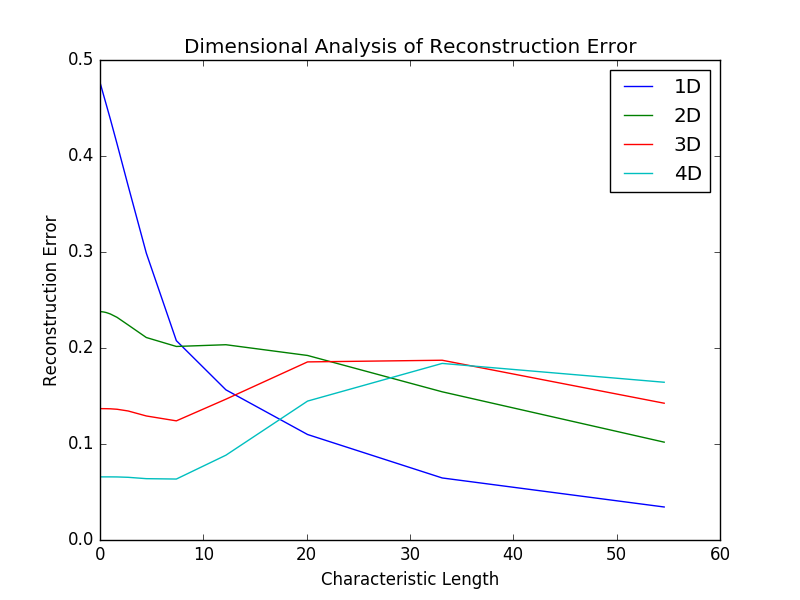 Dimensional Analysis of Reconstruction Error
0.5
0.4
0.3
0.2
0.1
0.0
Reconstruction Error
1D
2D
3D
4D
0 10 20 30 40 50 60
Characteristic Length